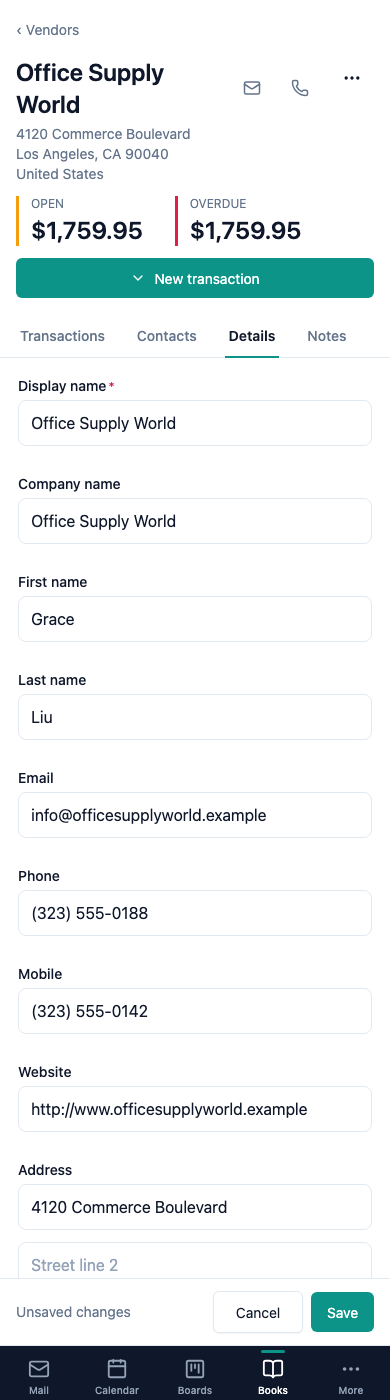 ‹ Vendors
Office Supply
World
4120 Commerce Boulevard
Los Angeles, CA 90040
United States
OPEN
$1,759.95
OVERDUE
$1,759.95
New transaction
Transactions Contacts Details Notes
Display name *
Office Supply World
Company name
Office Supply World
First name
Grace
Last name
Liu
Email
info@officesupplyworld.example
Phone
(323) 555-0188
Mobile
(323) 555-0142
Website
http://www.officesupplyworld.example
Address
4120 Commerce Boulevard
Street line 2
Unsaved changes Cancel Save
Mail Calendar Boards Books More